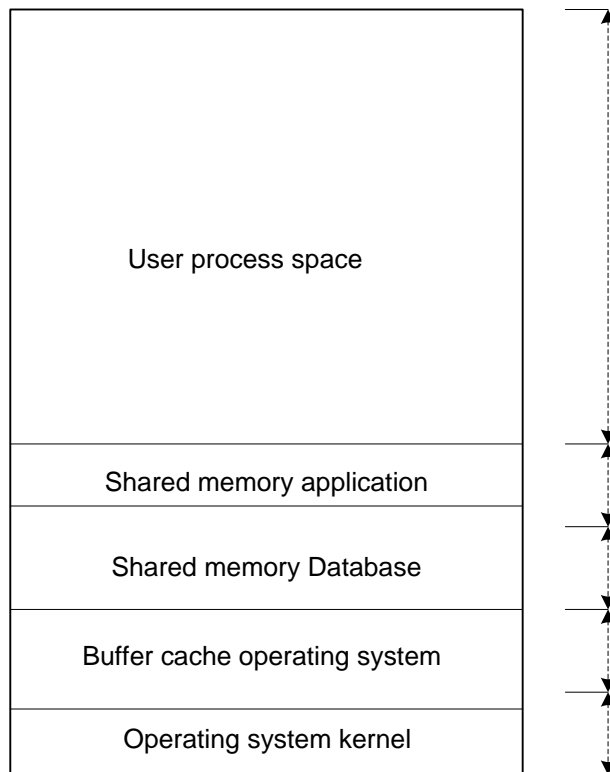 User process space
Shared memory application
Shared memory Database
Buffer cache operating system
Operating system kernel